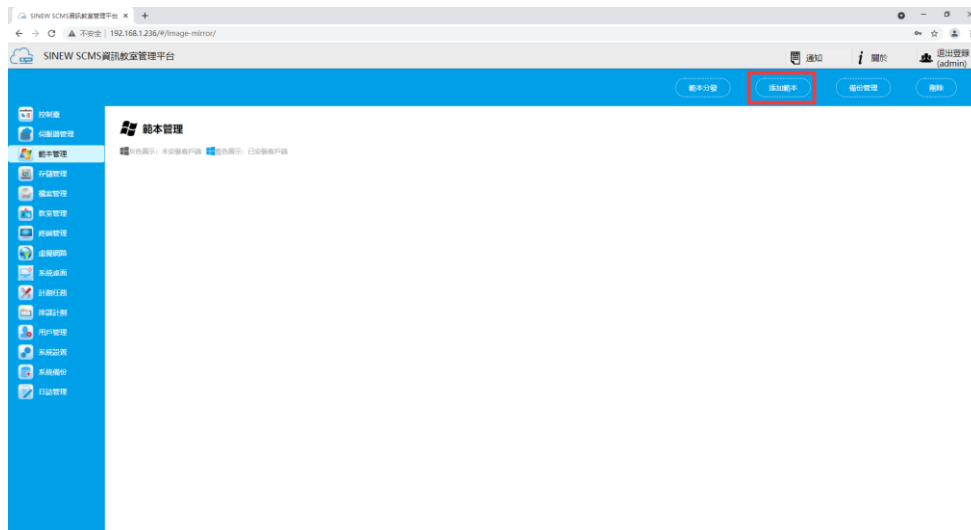 SINEW SCMS資訊教室管理平台
不安全 | 192.168.1.236/#/image-mirror/
SINEW SCMS資訊教室管理平台
通知
關於
退出登錄
(admin)
範本分發
添加範本
備份管理
刪除
控制臺
伺服器管理
範本管理
存儲管理
檔案管理
教室管理
終端管理
虛擬網路
系統桌面
計劃任務
排課計劃
用戶管理
系統設置
系統備份
日誌管理
範本管理
灰色圖示：未安裝客戶端 藍色圖示：已安裝客戶端